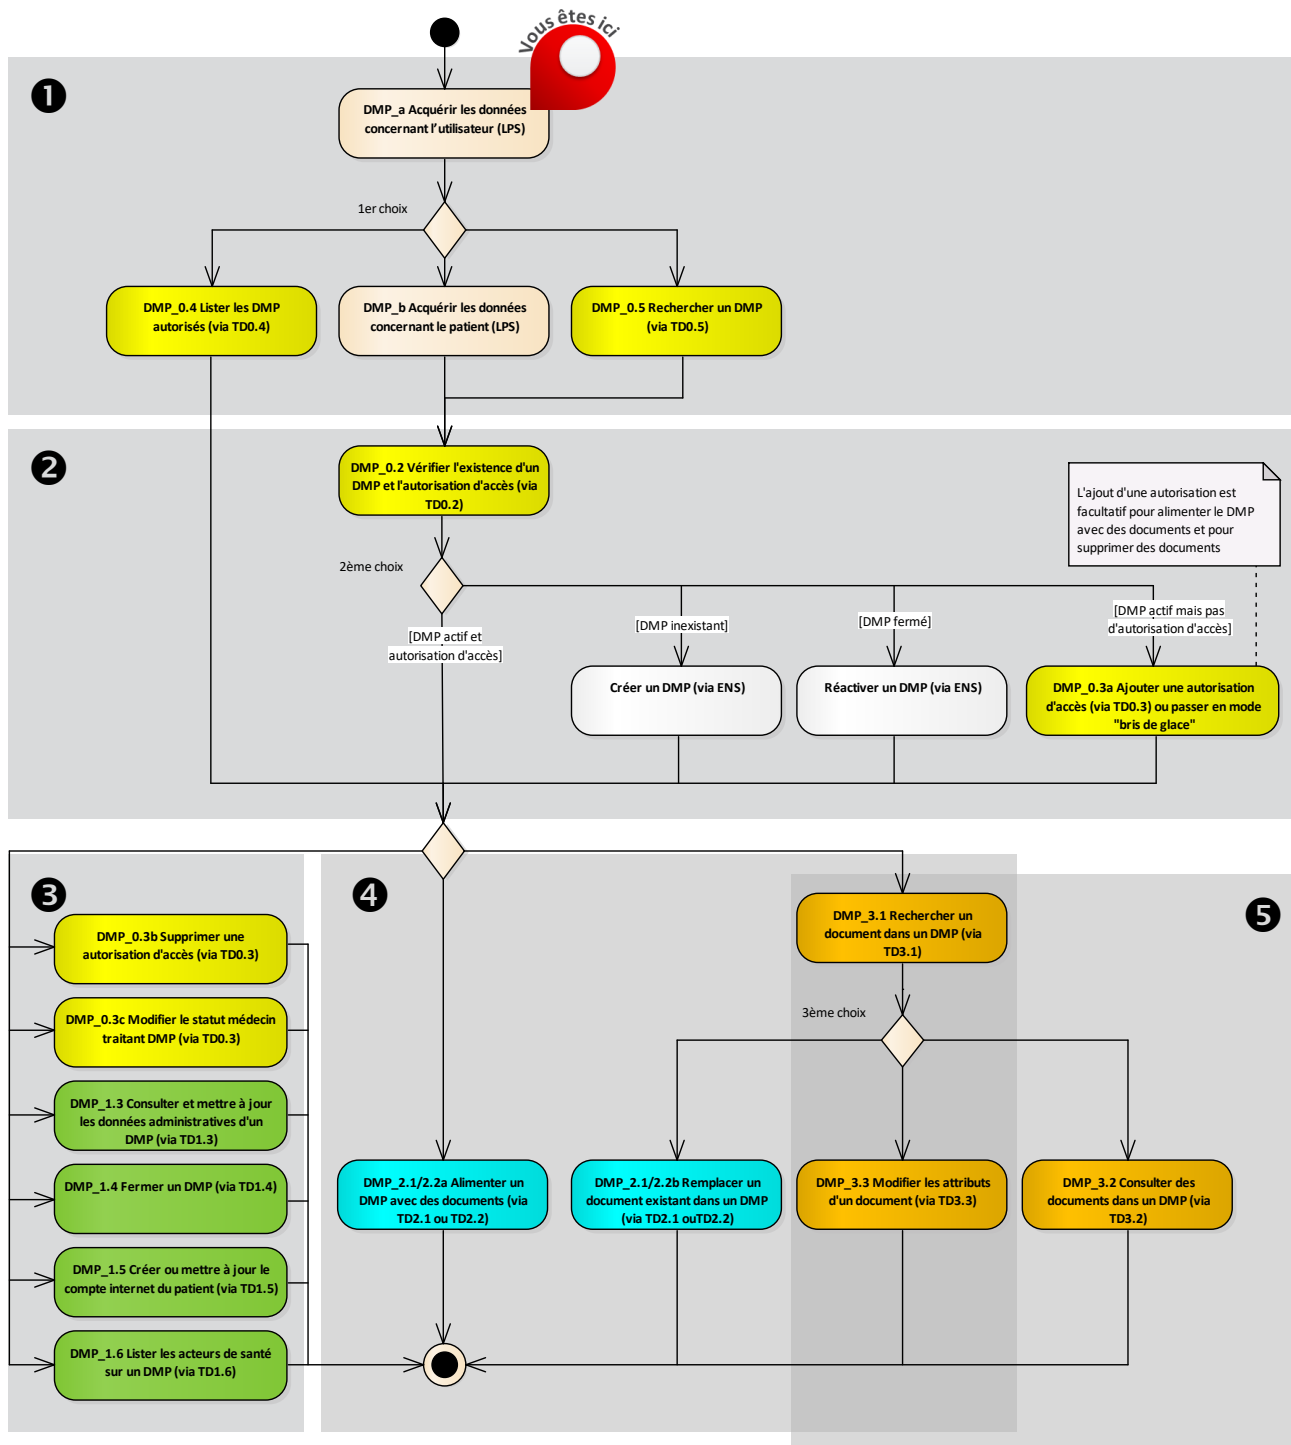 Vous êtes ici
1
DMP_a Acquérir les données
concernant l'utilisateur (LPS)
1er choix
DMP_0.4 Lister les DMP
autorisés (via TD0.4)
DMP_b Acquérir les données
concernant le patient (LPS)
DMP_0.5 Rechercher un DMP
(via TD0.5)
2
DMP_0.2 Vérifier l'existence d'un
DMP et l'autorisation d'accès (via
TD0.2)
L'ajout d'une autorisation est
facultatif pour alimenter le DMP
avec des documents et pour
supprimer des documents
2ème choix
[DMP actif et
autorisation d'accès]
[DMP inexistant]
[DMP fermé]
[DMP actif mais pas
d'autorisation d'accès]
Créer un DMP (via ENS)
Réactiver un DMP (via ENS)
DMP_0.3a Ajouter une autorisation
d'accès (via TD0.3) ou passer en mode
"bris de glace"
3
DMP_0.3b Supprimer une
autorisation d'accès (via TD0.3)
DMP_0.3c Modifier le statut médecin
traitant DMP (via TD0.3)
DMP_1.3 Consulter et mettre à jour
les données administratives d'un
DMP (via TD1.3)
DMP_1.4 Fermer un DMP (via TD1.4)
DMP_1.5 Créer ou mettre à jour le
compte internet du patient (via TD1.5)
DMP_1.6 Lister les acteurs de santé
sur un DMP (via TD1.6)
4
5
DMP_3.1 Rechercher un
document dans un DMP (via
TD3.1)
3ème choix
DMP_2.1/2.2a Alimenter un
DMP avec des documents (via
TD2.1 ou TD2.2)
DMP_2.1/2.2b Remplacer un
document existant dans un DMP
(via TD2.1 ouTD2.2)
DMP_3.3 Modifier les attributs
d'un document (via TD3.3)
DMP_3.2 Consulter des
documents dans un DMP (via
TD3.2)